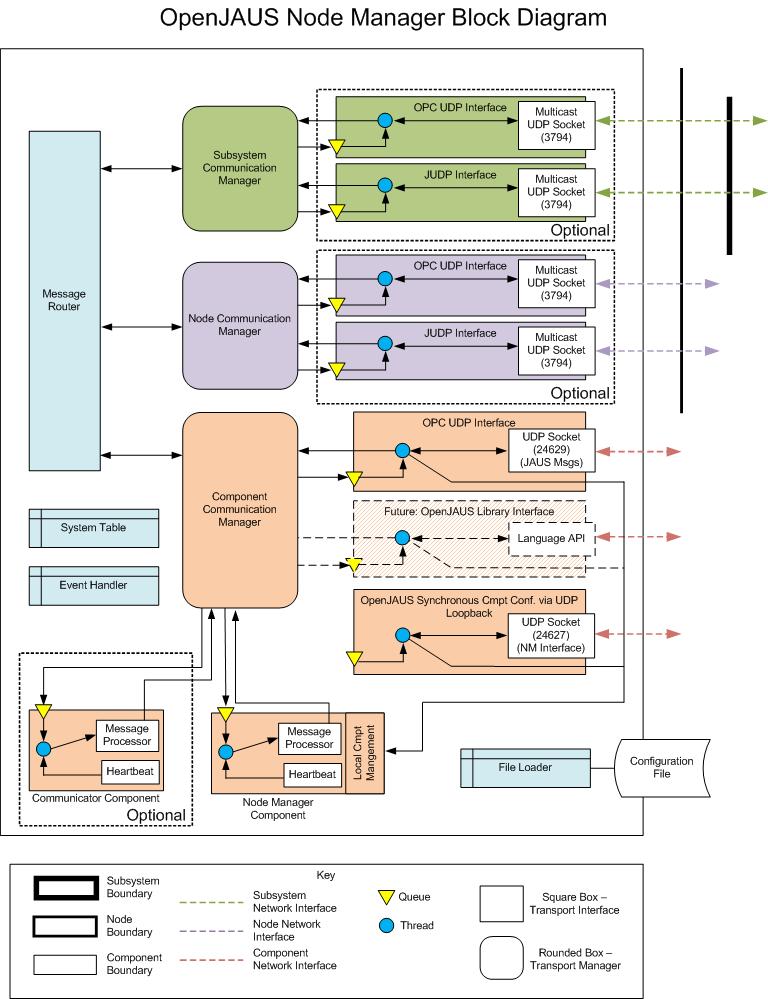 OpenJAUS Node Manager Block Diagram
OPC UDP Interface
Multicast
UDP Socket
(3794)
Subsystem
Communication
Manager
JUDP Interface
Multicast
UDP Socket
(3794)
Optional
OPC UDP Interface
Multicast
UDP Socket
(3794)
Message
Router
Node Communication
Manager
JUDP Interface
Multicast
UDP Socket
(3794)
Optional
OPC UDP Interface
UDP Socket
(24629)
(JAUS Msgs)
Component
Communication
Manager
Future: OpenJAUS Library Interface
Language API
System Table
Event Handler
OpenJAUS Synchronous Cmpt Conf. via UDP
Loopback
UDP Socket
(24627)
(NM Interface)
Message
Processor
Heartbeat
Communicator Component
Optional
Message
Processor
Heartbeat
Local Cmpt
Mangement
Node Manager
Component
File Loader
Configuration
File
Key
Subsystem
Boundary
Node
Boundary
Component
Boundary
Subsystem
Network Interface
Node Network
Interface
Component
Network Interface
Queue
Thread
Square Box –
Transport Interface
Rounded Box –
Transport Manager